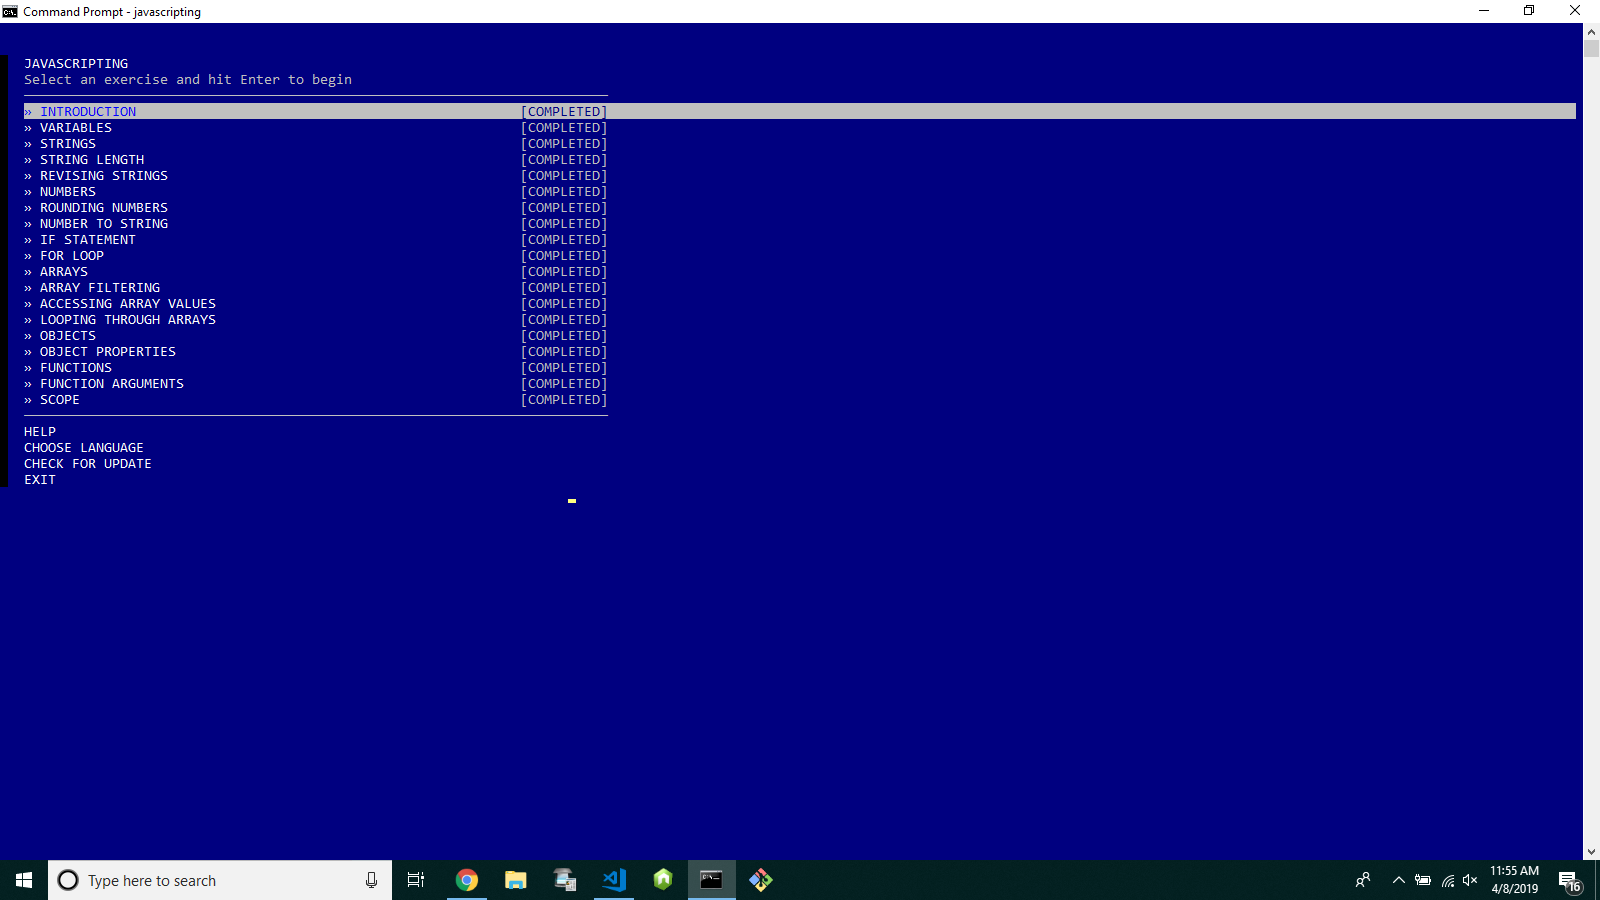 Command Prompt - javascripting
JAVASCRIPTING
Select an exercise and hit Enter to begin
» INTRODUCTION [COMPLETED]
» VARIABLES [COMPLETED]
» STRINGS [COMPLETED]
» STRING LENGTH [COMPLETED]
» REVISING STRINGS [COMPLETED]
» NUMBERS [COMPLETED]
» ROUNDING NUMBERS [COMPLETED]
» NUMBER TO STRING [COMPLETED]
» IF STATEMENT [COMPLETED]
» FOR LOOP [COMPLETED]
» ARRAYS [COMPLETED]
» ARRAY FILTERING [COMPLETED]
» ACCESSING ARRAY VALUES [COMPLETED]
» LOOPING THROUGH ARRAYS [COMPLETED]
» OBJECTS [COMPLETED]
» OBJECT PROPERTIES [COMPLETED]
» FUNCTIONS [COMPLETED]
» FUNCTION ARGUMENTS [COMPLETED]
» SCOPE [COMPLETED]
HELP
CHOOSE LANGUAGE
CHECK FOR UPDATE
EXIT
Type here to search
11:55 AM
4/8/2019
16